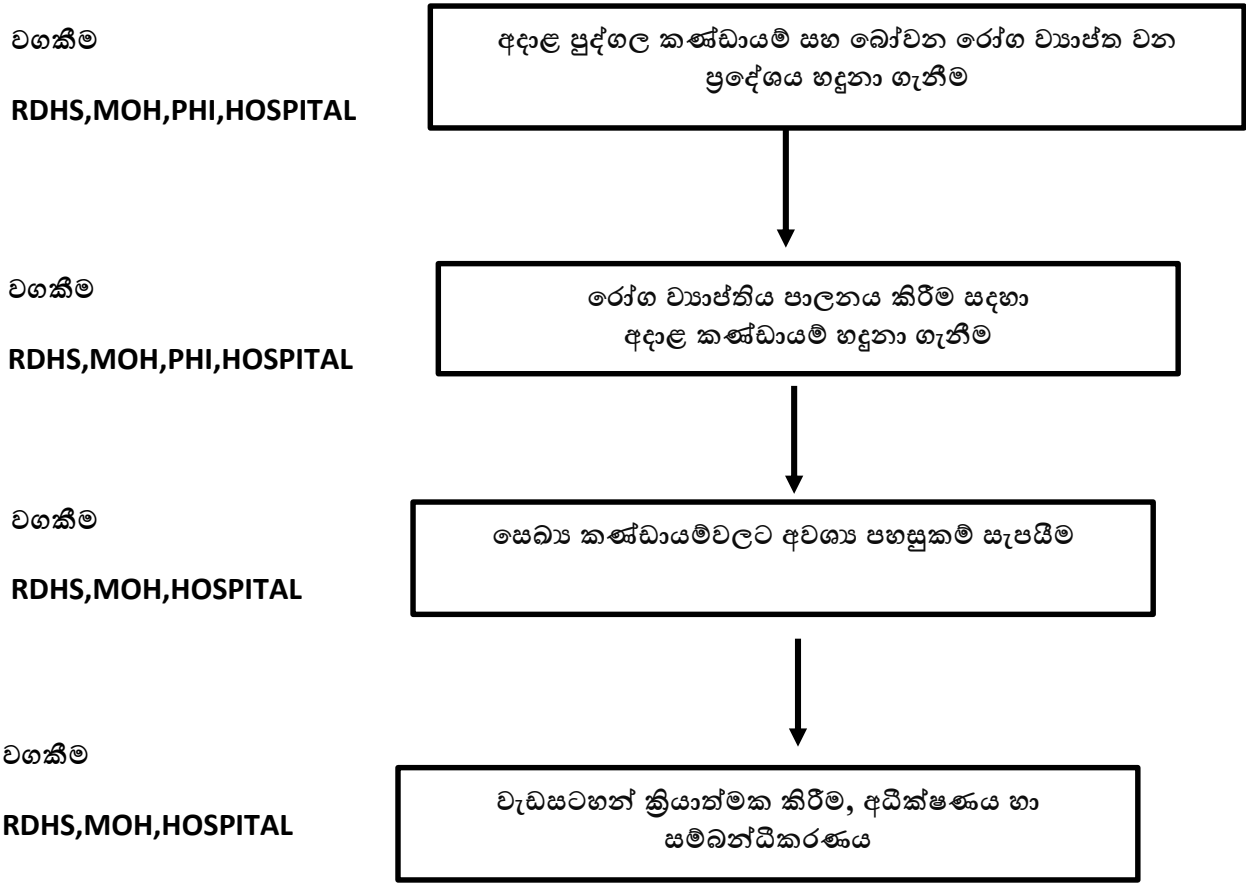 වගකීම
RDHS,MOH,PHI,HOSPITAL
අදාළ පුද්ගල කණ්ඩායම් සහ බෝවන රෝග ව්‍යාප්ත වන
ප්‍රදේශය හදුනා ගැනීම
වගකීම
RDHS,MOH,PHI,HOSPITAL
රෝග ව්‍යාප්තිය පාලනය කිරීම සඳහා
අදාළ කණ්ඩායම් හදුනා ගැනීම
වගකීම
RDHS,MOH,HOSPITAL
සෙඛ්‍ය කණ්ඩායම්වලට අවශ්‍ය පහසුකම් සැපයීම
වගකීම
RDHS,MOH,HOSPITAL
වැඩසටහන් ක්‍රියාත්මක කිරීම, අධීක්ෂණය හා
සම්බන්ධීකරණය